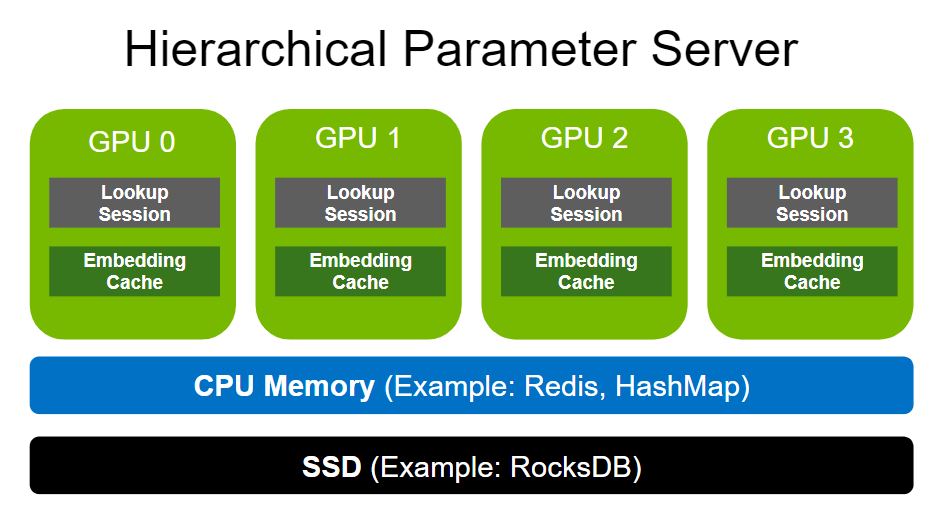 Hierarchical Parameter Server
GPU 0
Lookup
Session
Embedding
Cache
GPU 1
Lookup
Session
Embedding
Cache
GPU 2
Lookup
Session
Embedding
Cache
GPU 3
Lookup
Session
Embedding
Cache
CPU Memory (Example: Redis, HashMap)
SSD (Example: RocksDB)